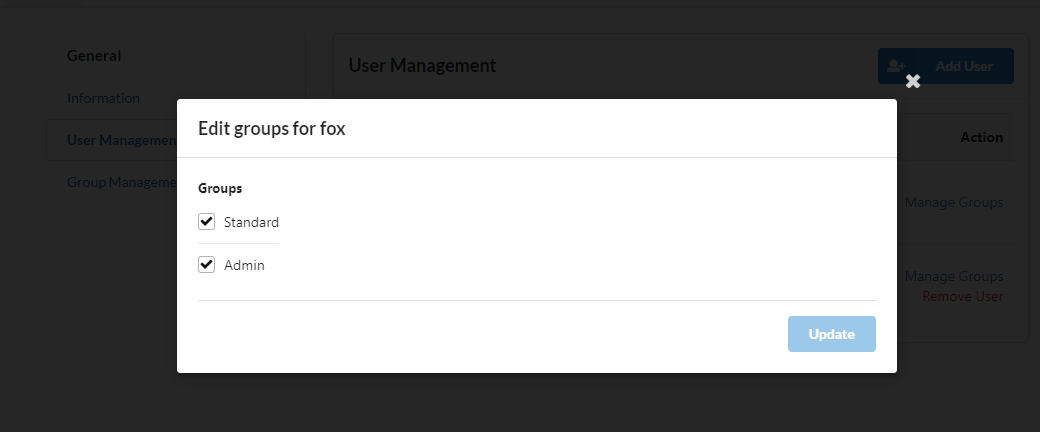 General
Information
User Managemen
Group Manageme
User Management
Add User
Action
Manage Groups
Manage Groups
Remove User
Edit groups for fox
Groups
Standard
Admin
Update